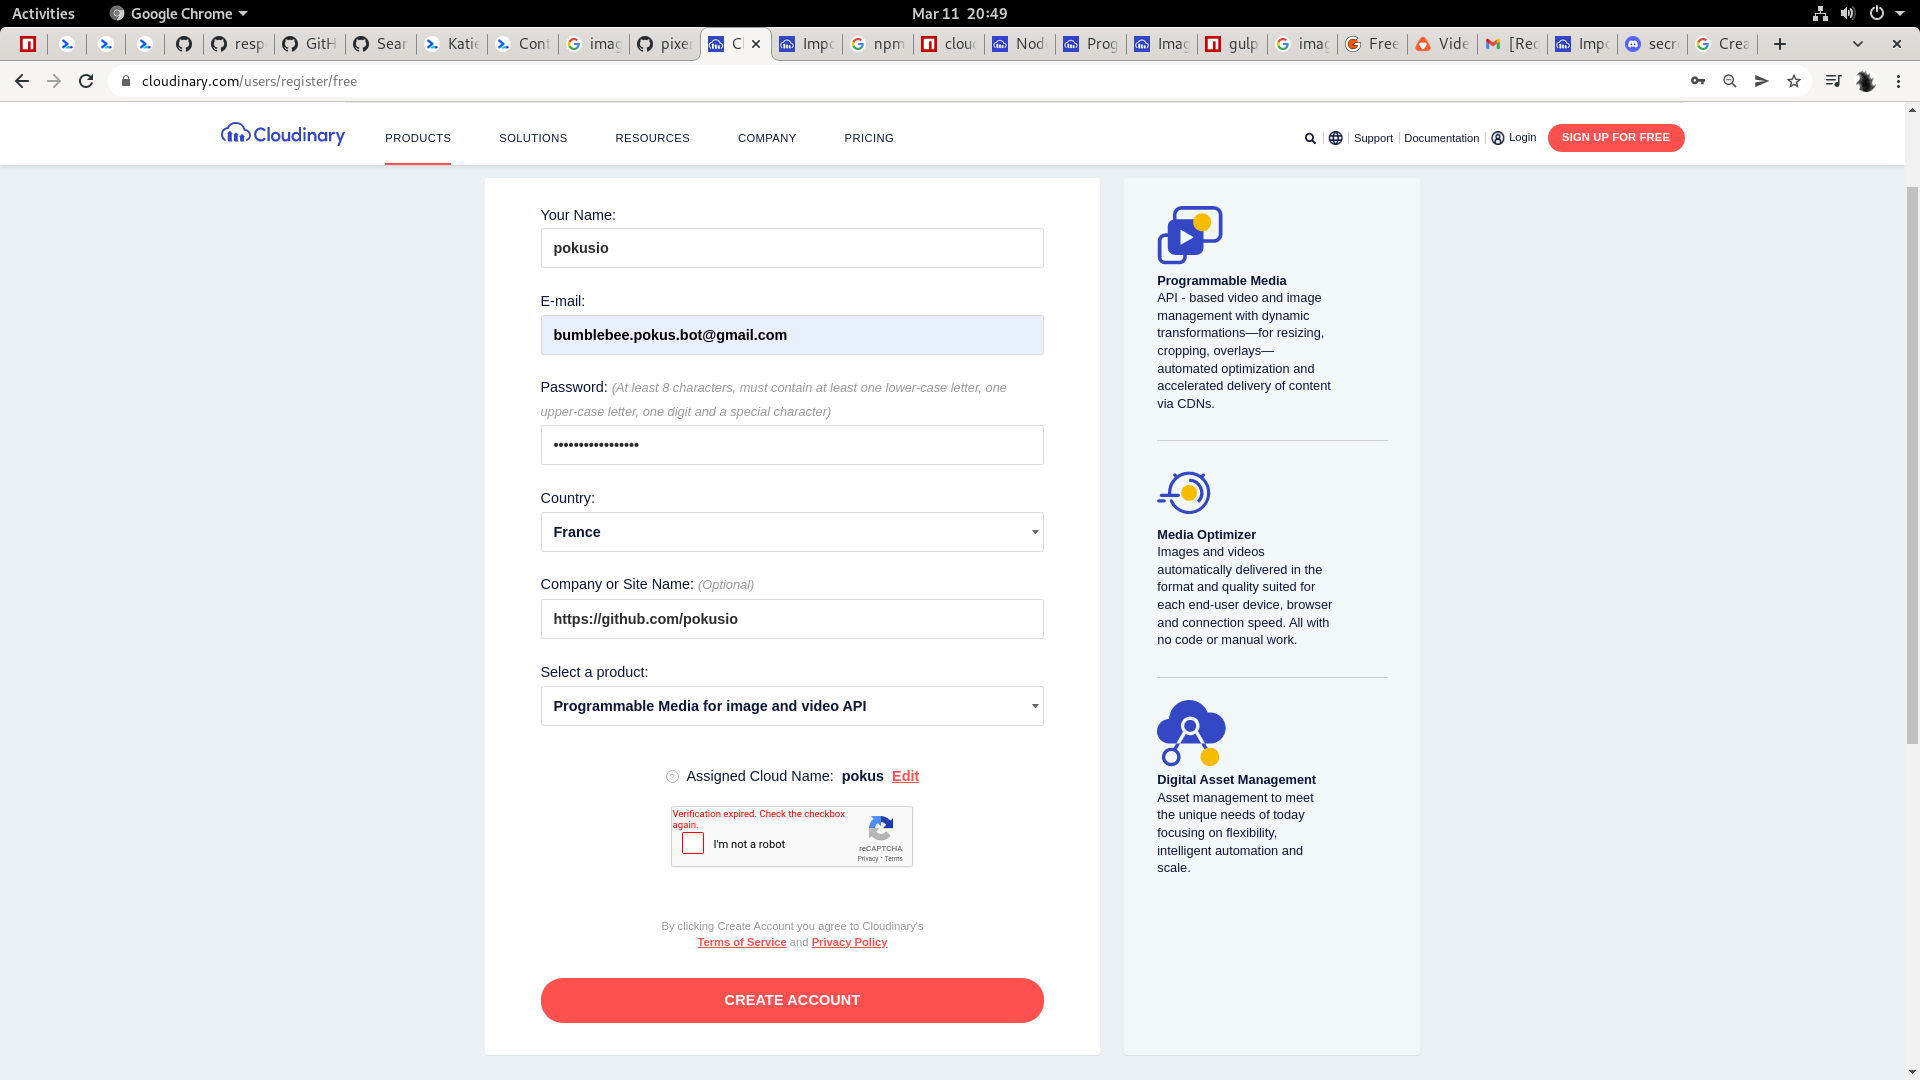 Activities
Google Chrome
Mar 11 20:49
resp
GitH
Sear
Katie
Cont
imag
pixe
Cl
Impo
npm
cloud
Nod
Prog
Imag
gulp
imag
Free
Vide
[Rec
Impo
secr
Crea
cloudinary.com/users/register/free
Cloudinary
PRODUCTS
SOLUTIONS
RESOURCES
COMPANY
PRICING
Support
Documentation
Login
SIGN UP FOR FREE
Your Name:
pokusio
E-mail:
bumblebee.pokus.bot@gmail.com
Password: (At least 8 characters, must contain at least one lower-case letter, one
upper-case letter, one digit and a special character)
•••••••••••••••••
Country:
France
Company or Site Name: (Optional)
https://github.com/pokusio
Select a product:
Programmable Media for image and video API
? Assigned Cloud Name: pokus Edit
Verification expired. Check the checkbox
again.
I'm not a robot
reCAPTCHA
Privacy - Terms
By clicking Create Account you agree to Cloudinary's
Terms of Service and Privacy Policy
CREATE ACCOUNT
Programmable Media
API - based video and image
management with dynamic
transformations—for resizing,
cropping, overlays—
automated optimization and
accelerated delivery of content
via CDNs.
Media Optimizer
Images and videos
automatically delivered in the
format and quality suited for
each end-user device, browser
and connection speed. All with
no code or manual work.
Digital Asset Management
Asset management to meet
the unique needs of today
focusing on flexibility,
intelligent automation and
scale.